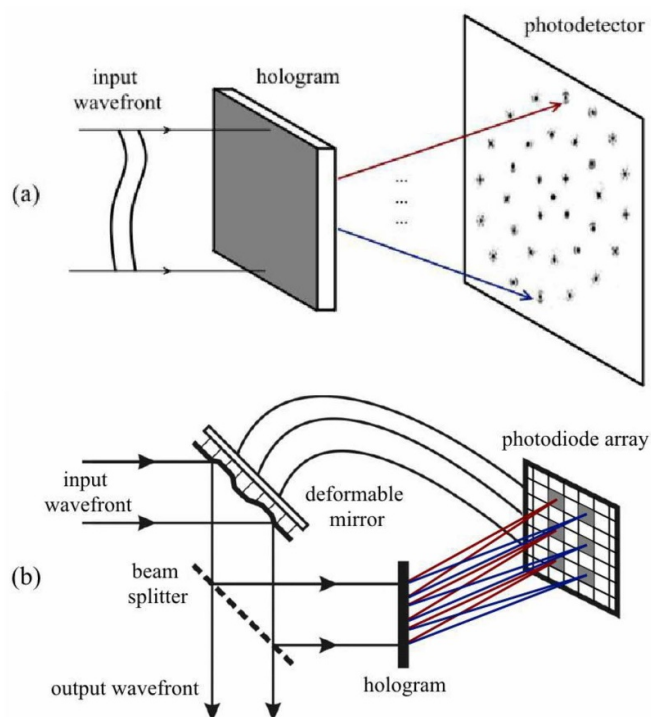 photodetector
input
wavefront
hologram
...
...
...
(a)
photodiode array
input
wavefront
deformable
mirror
(b)
beam
splitter
output wavefront
hologram